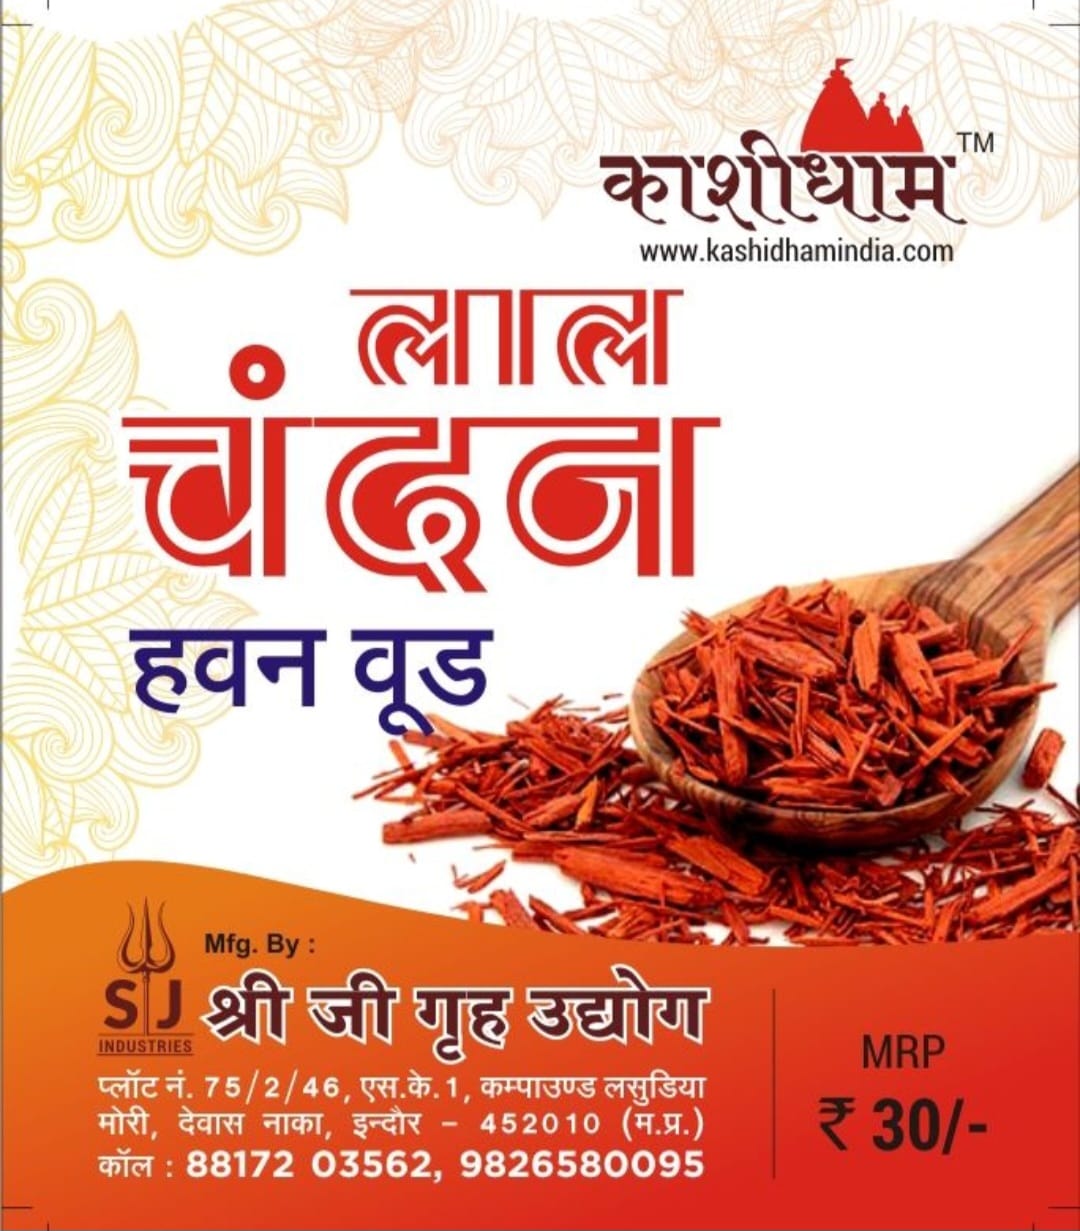 काशीधाम TM
www.kashidhamindia.com
लाल
चंदन
हवन वूड
Mfg. By :
SJ
INDUSTRIES
श्री जी गृह उद्योग
प्लॉट नं. 75/2/46, एस.के.1, कम्पाउण्ड लसुडिया
मोरी, देवास नाका, इन्दौर - 452010 (म.प्र.)
कॉल : 88172 03562, 9826580095
MRP
₹ 30/-